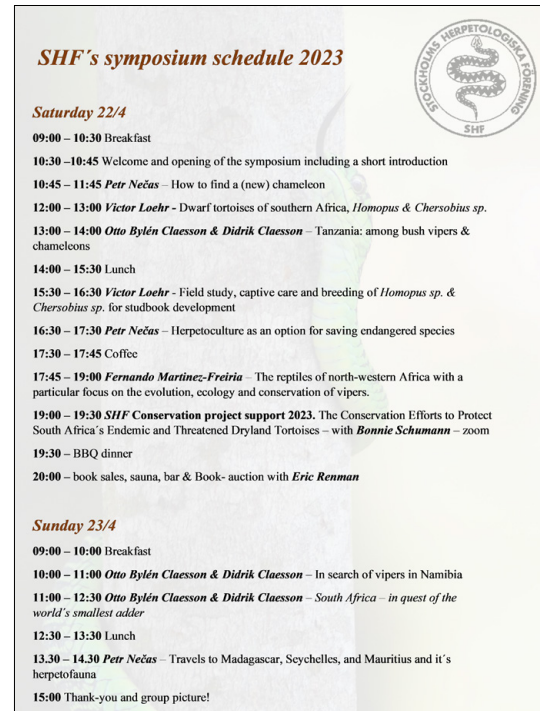 SHF´s symposium schedule 2023
STOCKHOLMS HERPETOLOGISKA FÖRENING
SHF
Saturday 22/4
09:00 – 10:30 Breakfast
10:30 –10:45 Welcome and opening of the symposium including a short introduction
10:45 – 11:45 Petr Nečas – How to find a (new) chameleon
12:00 – 13:00 Victor Loehr - Dwarf tortoises of southern Africa, Homopus & Chersobius sp.
13:00 – 14:00 Otto Bylén Claesson & Didrik Claesson – Tanzania: among bush vipers &
chameleons
14:00 – 15:30 Lunch
15:30 – 16:30 Victor Loehr - Field study, captive care and breeding of Homopus sp. &
Chersobius sp. for studbook development
16:30 – 17:30 Petr Nečas – Herpetoculture as an option for saving endangered species
17:30 – 17:45 Coffee
17:45 – 19:00 Fernando Martinez-Freiria – The reptiles of north-western Africa with a
particular focus on the evolution, ecology and conservation of vipers.
19:00 – 19:30 SHF Conservation project support 2023. The Conservation Efforts to Protect
South Africa´s Endemic and Threatened Dryland Tortoises – with Bonnie Schumann – zoom
19:30 – BBQ dinner
20:00 – book sales, sauna, bar & Book- auction with Eric Renman
Sunday 23/4
09:00 – 10:00 Breakfast
10:00 – 11:00 Otto Bylén Claesson & Didrik Claesson – In search of vipers in Namibia
11:00 – 12:30 Otto Bylén Claesson & Didrik Claesson – South Africa – in quest of the
world´s smallest adder
12:30 – 13:30 Lunch
13.30 – 14.30 Petr Nečas – Travels to Madagascar, Seychelles, and Mauritius and it´s
herpetofauna
15:00 Thank-you and group picture!